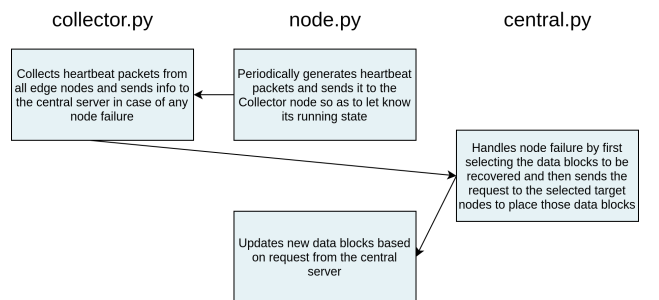 collector.py
node.py
central.py
Collects heartbeat packets from
all edge nodes and sends info to
the central server in case of any
node failure
Periodically generates heartbeat
packets and sends it to the
Collector node so as to let know
its running state
Handles node failure by first
selecting the data blocks to be
recovered and then sends the
request to the selected target
nodes to place those data blocks
Updates new data blocks based
on request from the central
server